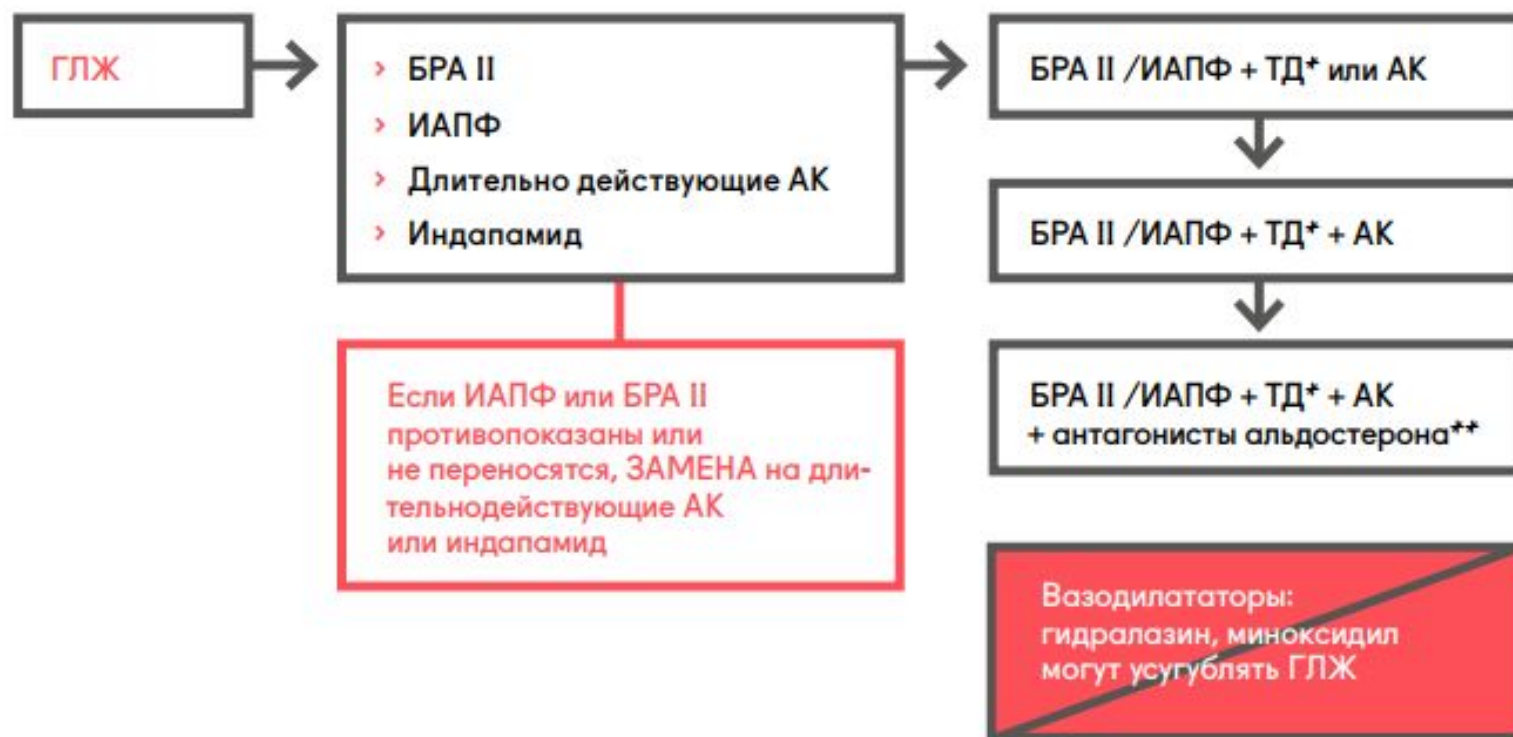 ГЛЖ
› БРА II
› ИАПФ
› Длительно действующие АК
› Индапамид
Если ИАПФ или БРА II
противопоказаны или
не переносятся, ЗАМЕНА на дли-
тельнодействующие АК
или индапамид
БРА II /ИАПФ + ТД* или АК
БРА II /ИАПФ + ТД* + АК
БРА II /ИАПФ + ТД* + АК
+ антагонисты альдостерона**
Вазодилататоры:
гидралазин, миноксидил
могут усугублять ГЛЖ